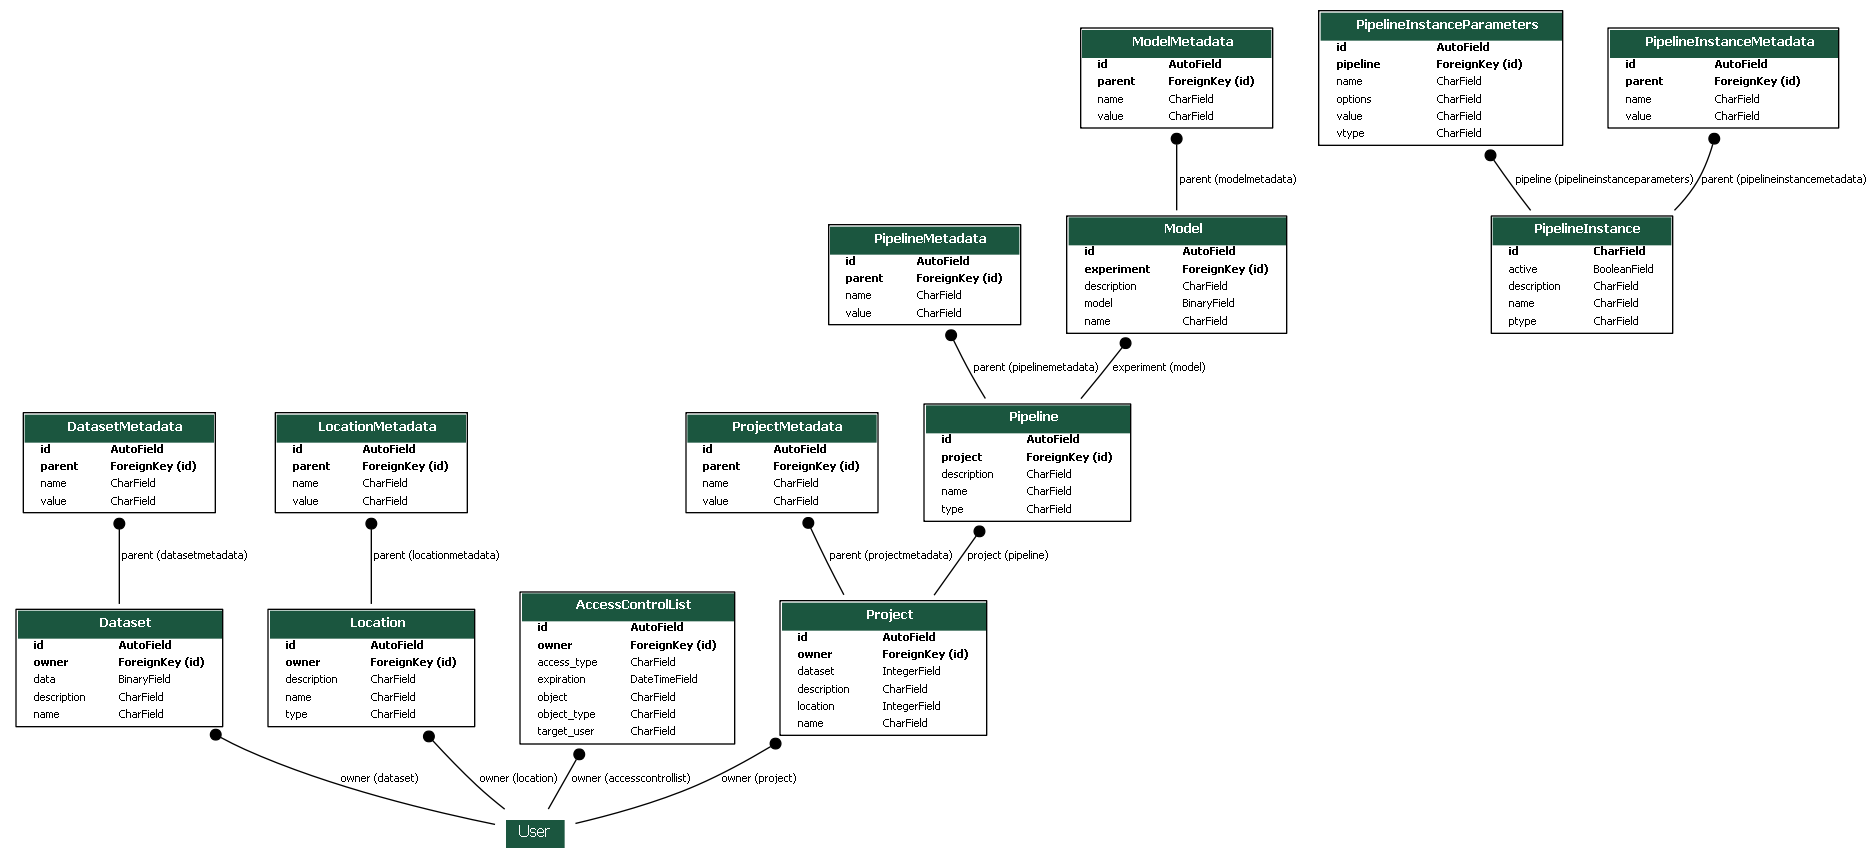 ModelMetadata
id AutoField
parent ForeignKey (id)
name CharField
value CharField
PipelineInstanceParameters
id AutoField
pipeline ForeignKey (id)
name CharField
options CharField
value CharField
vtype CharField
PipelineInstanceMetadata
id AutoField
parent ForeignKey (id)
name CharField
value CharField
parent (modelmetadata)
pipeline (pipelineinstanceparameters)
parent (pipelineinstancemetadata)
PipelineMetadata
id AutoField
parent ForeignKey (id)
name CharField
value CharField
Model
id AutoField
experiment ForeignKey (id)
description CharField
model BinaryField
name CharField
PipelineInstance
id CharField
active BooleanField
description CharField
name CharField
ptype CharField
parent (pipelinemetadata)
experiment (model)
DatasetMetadata
id AutoField
parent ForeignKey (id)
name CharField
value CharField
LocationMetadata
id AutoField
parent ForeignKey (id)
name CharField
value CharField
ProjectMetadata
id AutoField
parent ForeignKey (id)
name CharField
value CharField
Pipeline
id AutoField
project ForeignKey (id)
description CharField
name CharField
type CharField
parent (datasetmetadata)
parent (locationmetadata)
parent (projectmetadata)
project (pipeline)
Dataset
id AutoField
owner ForeignKey (id)
data BinaryField
description CharField
name CharField
Location
id AutoField
owner ForeignKey (id)
description CharField
name CharField
type CharField
AccessControlList
id AutoField
owner ForeignKey (id)
access_type CharField
expiration DateTimeField
object CharField
object_type CharField
target_user CharField
Project
id AutoField
owner ForeignKey (id)
dataset IntegerField
description CharField
location IntegerField
name CharField
owner (dataset)
owner (location)
owner (accesscontrollist)
owner (project)
User